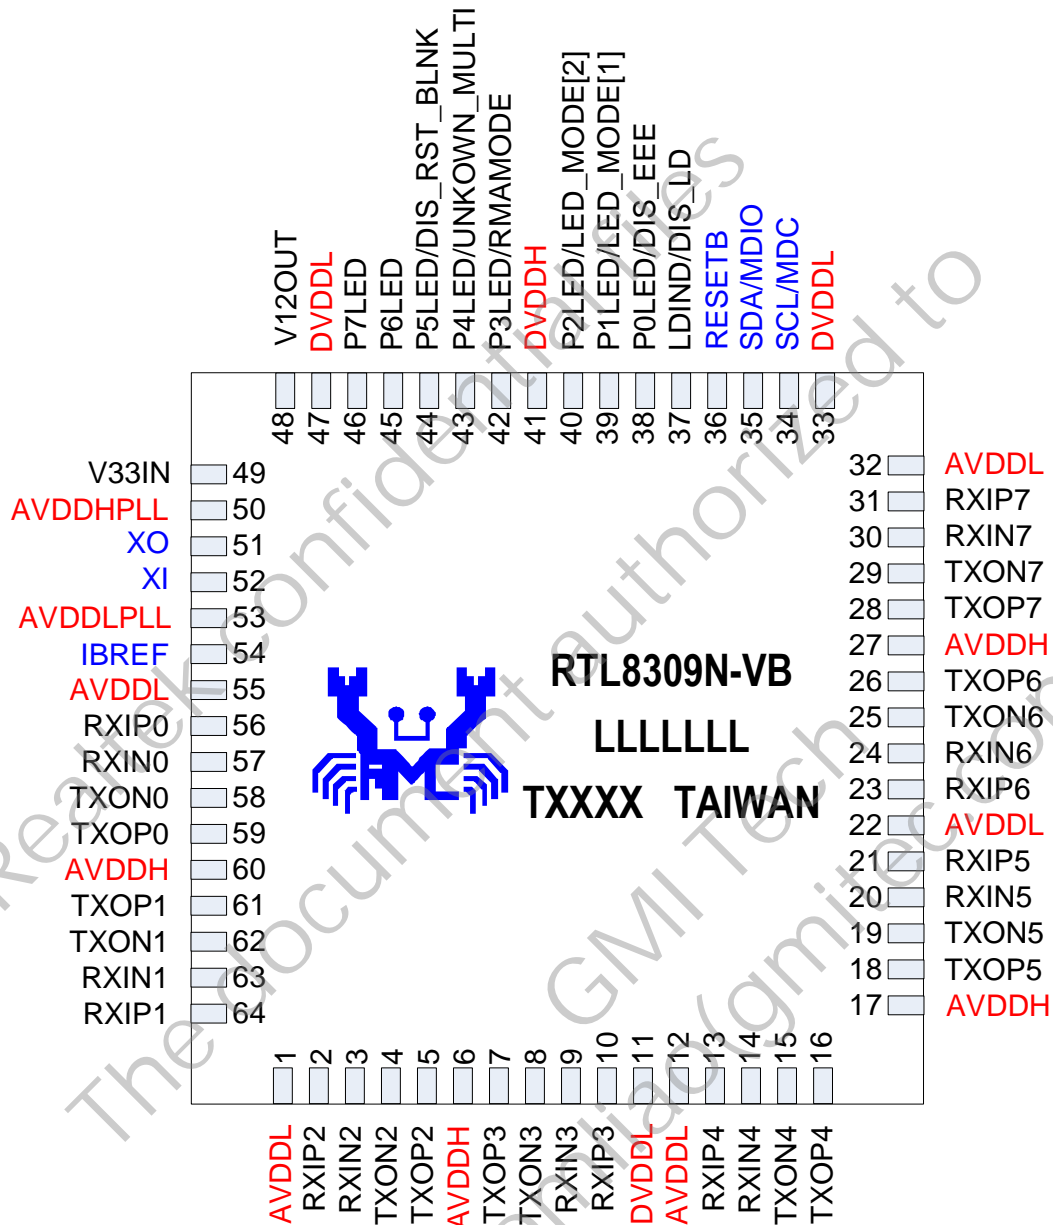 V12OUT
DVDDL
P7LED
P6LED
P5LED/DIS_RST_BLNK
P4LED/UNKOWN_MULTI
P3LED/RMAMODE
DVDDH
P2LED/LED_MODE[2]
P1LED/LED_MODE[1]
P0LED/DIS_EEE
LDIND/DIS_LD
RESETB
SDA/MDIO
SCL/MDC
DVDDL
48
47
46
45
44
43
42
41
40
39
38
37
36
35
34
33
V33IN 49
AVDDHPLL 50
XO 51
XI 52
AVDDLPLL 53
IBREF 54
AVDDL 55
RXIP0 56
RXIN0 57
TXON0 58
TXOP0 59
AVDDH 60
TXOP1 61
TXON1 62
RXIN1 63
RXIP1 64
RTL8309N-VB
LLLLLLL
TXXXX TAIWAN
32 AVDDL
31 RXIP7
30 RXIN7
29 TXON7
28 TXOP7
27 AVDDH
26 TXOP6
25 TXON6
24 RXIN6
23 RXIP6
22 AVDDL
21 RXIP5
20 RXIN5
19 TXON5
18 TXOP5
17 AVDDH
1
2
3
4
5
6
7
8
9
10
11
12
13
14
15
16
AVDDL
RXIP2
RXIN2
TXON2
TXOP2
AVDDH
TXOP3
TXON3
RXIN3
RXIP3
DVDDL
AVDDL
RXIP4
RXIN4
TXON4
TXOP4
Realtek confidential files
The document authorized to
GMI Tech